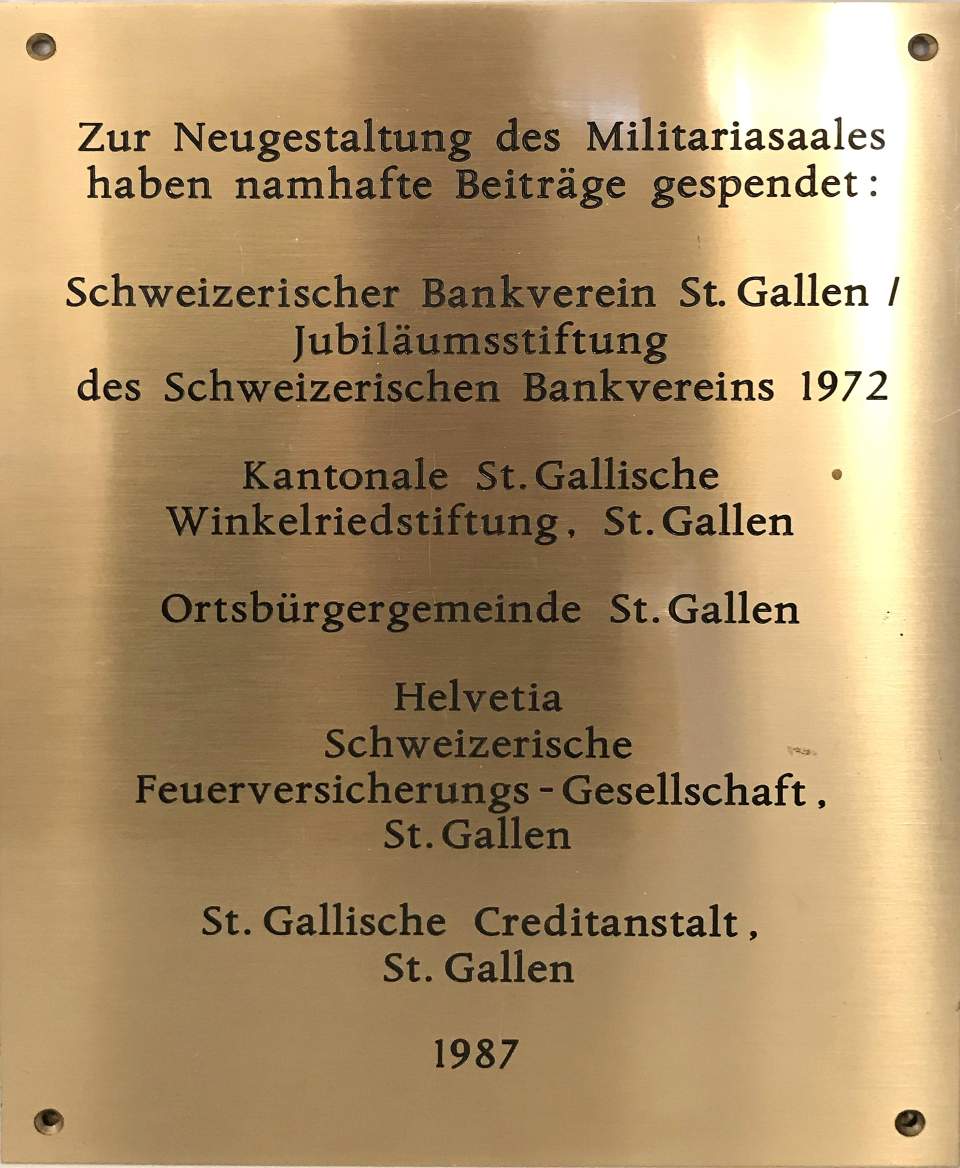 Zur Neugestaltung des Militariasaales
haben namhafte Beiträge gespendet:
Schweizerischer Bankverein St. Gallen /
Jubiläumsstiftung
des Schweizerischen Bankvereins 1972
Kantonale St. Gallische
Winkelriedstiftung, St. Gallen
Ortsbürgergemeinde St. Gallen
Helvetia
Schweizerische
Feuerversicherungs-Gesellschaft,
St. Gallen
St. Gallische Creditanstalt,
St. Gallen
1987